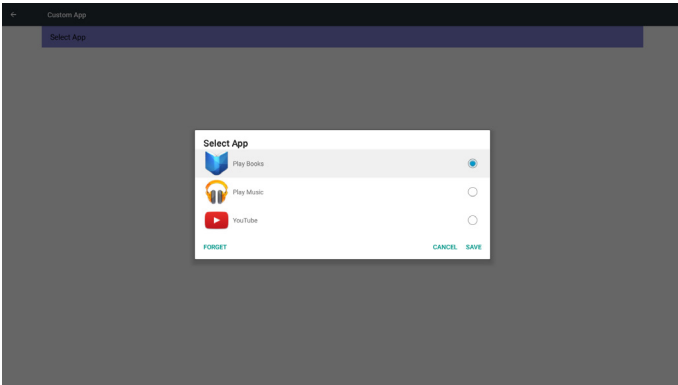 Custom App
Select App
Select App
Play Books
Play Music
YouTube
FORGET CANCEL SAVE